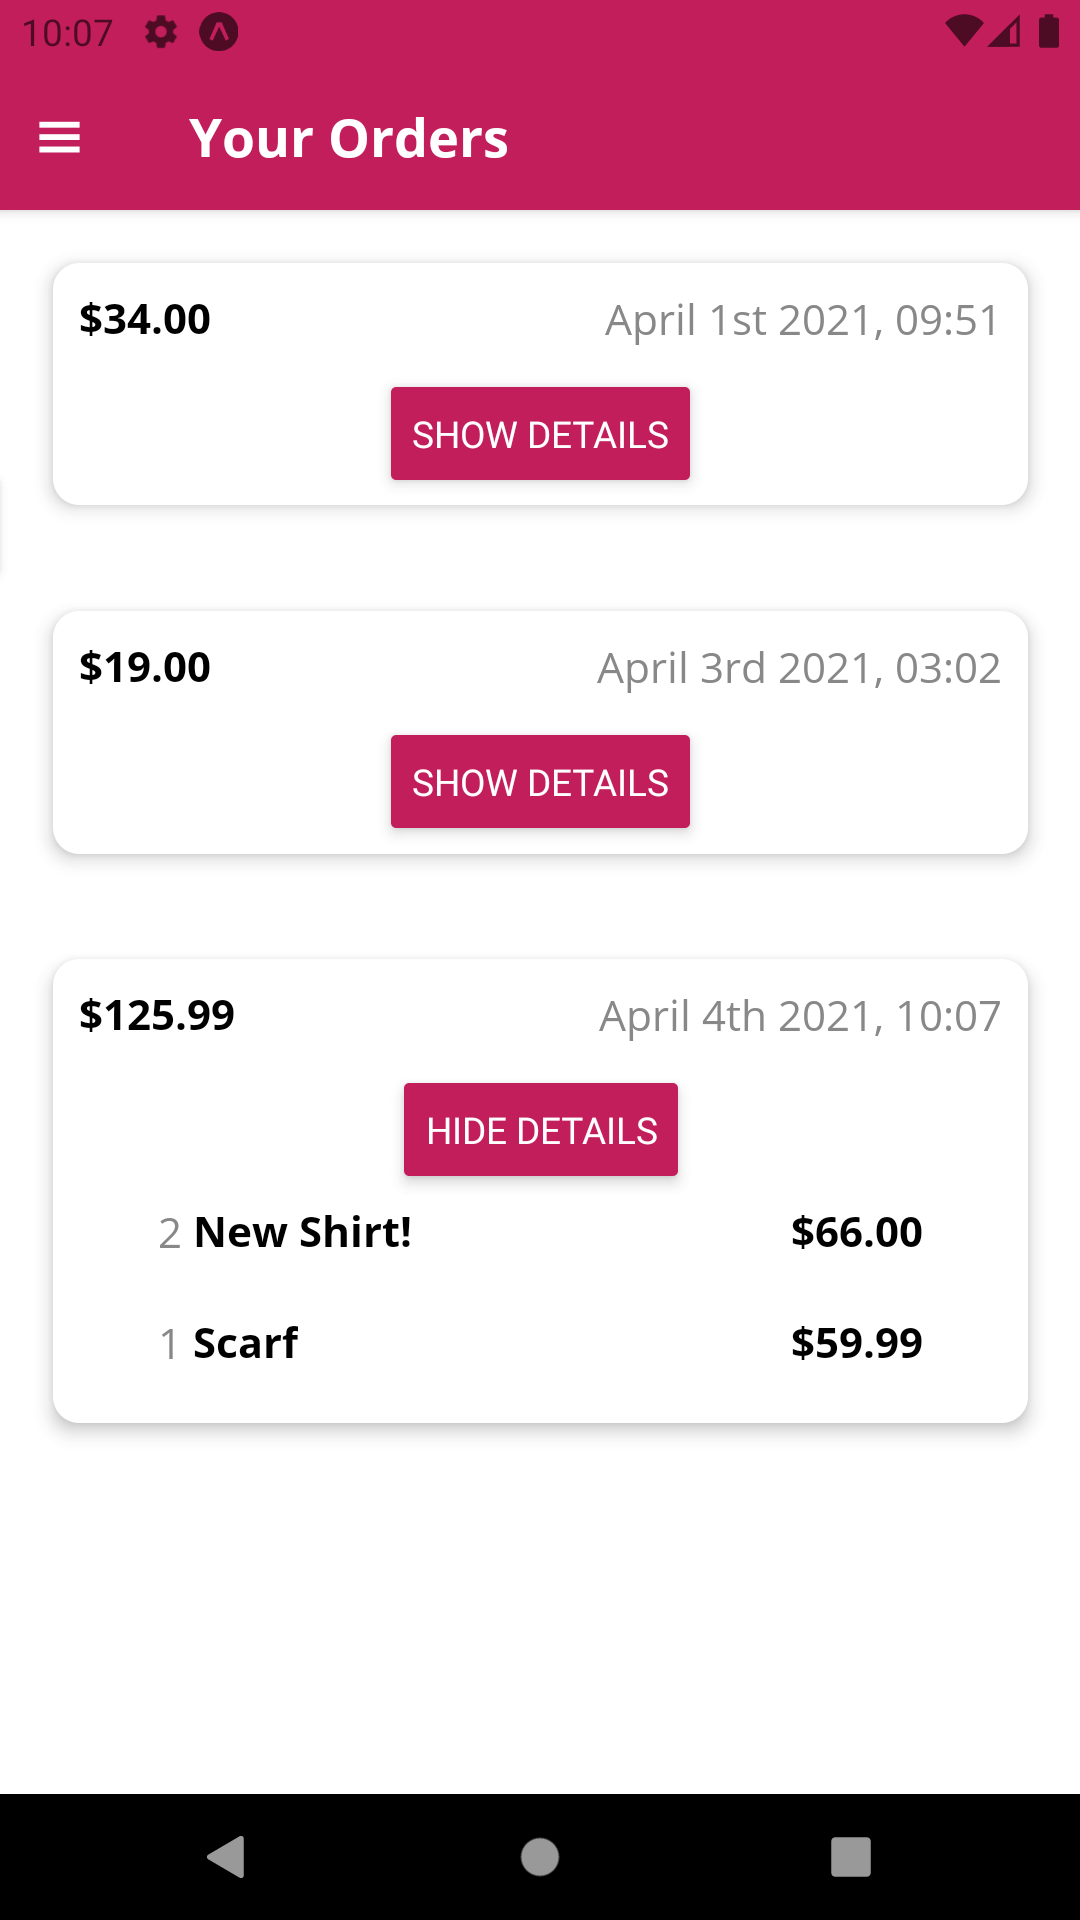 10:07
Your Orders
$34.00 April 1st 2021, 09:51
SHOW DETAILS
$19.00 April 3rd 2021, 03:02
SHOW DETAILS
$125.99 April 4th 2021, 10:07
HIDE DETAILS
2 New Shirt! $66.00
1 Scarf $59.99